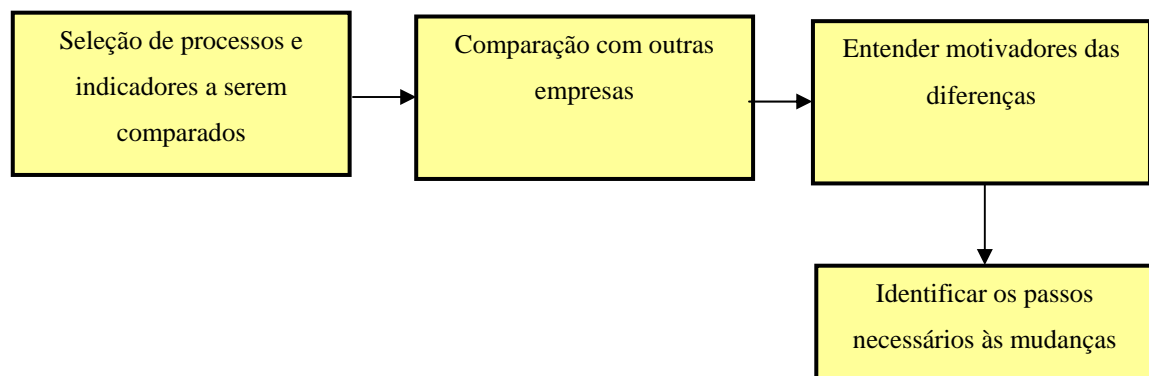 Seleção de processos e
indicadores a serem
comparados
Comparação com outras
empresas
Entender motivadores das
diferenças
Identificar os passos
necessários às mudanças